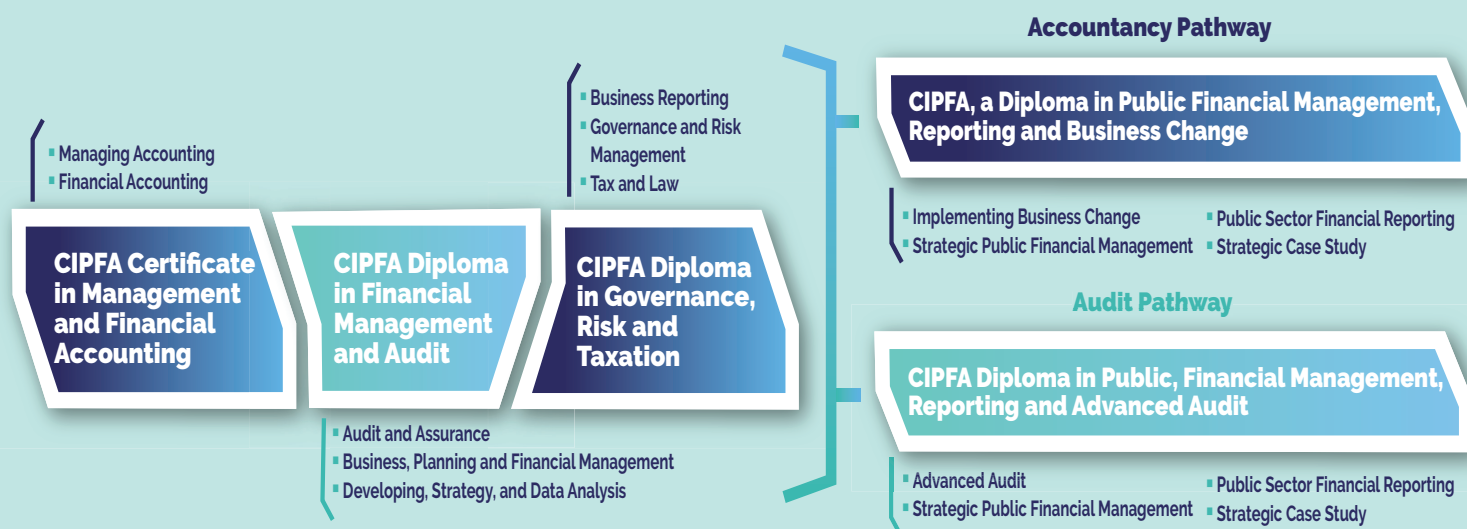 Managing Accounting
Financial Accounting
CIPFA Certificate
in Management
and Financial
Accounting
CIPFA Diploma
in Financial
Management
and Audit
Audit and Assurance
Business, Planning and Financial Management
Developing, Strategy, and Data Analysis
Business Reporting
Governance and Risk
Management
Tax and Law
CIPFA Diploma
in Governance,
Risk and
Taxation
Accountancy Pathway
CIPFA, a Diploma in Public Financial Management,
Reporting and Business Change
Implementing Business Change
Strategic Public Financial Management
Public Sector Financial Reporting
Strategic Case Study
Audit Pathway
CIPFA Diploma in Public, Financial Management,
Reporting and Advanced Audit
Advanced Audit
Strategic Public Financial Management
Public Sector Financial Reporting
Strategic Case Study